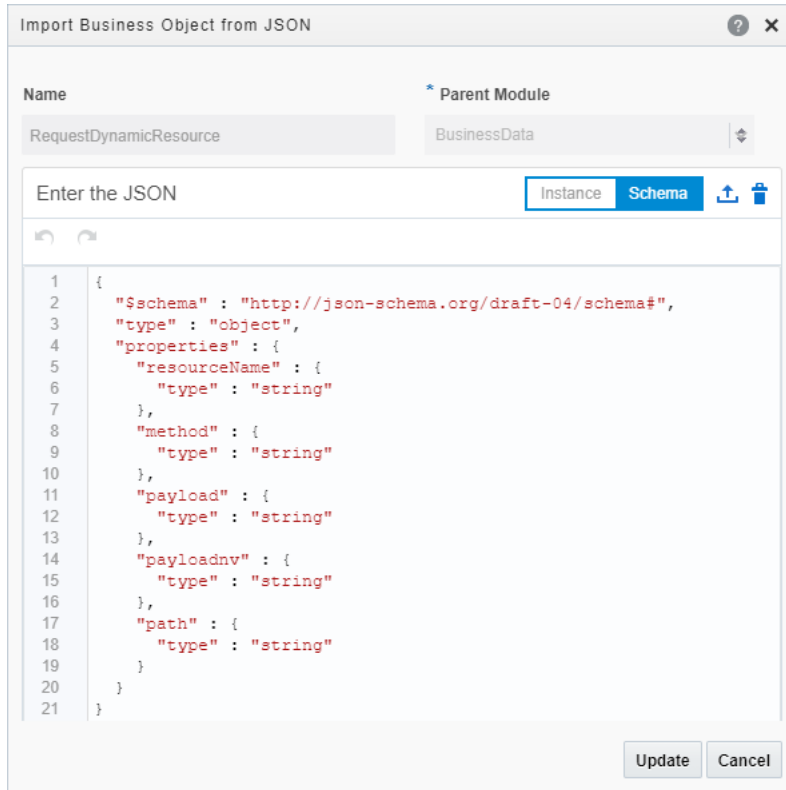 Import Business Object from JSON
Name
* Parent Module
RequestDynamicResource
BusinessData
Enter the JSON
Instance
Schema
1 {
2 "$schema" : "http://json-schema.org/draft-04/schema#",
3 "type" : "object",
4 "properties" : {
5 "resourceName" : {
6 "type" : "string"
7 },
8 "method" : {
9 "type" : "string"
10 },
11 "payload" : {
12 "type" : "string"
13 },
14 "payloadnv" : {
15 "type" : "string"
16 },
17 "path" : {
18 "type" : "string"
19 }
20 }
21 }
Update
Cancel